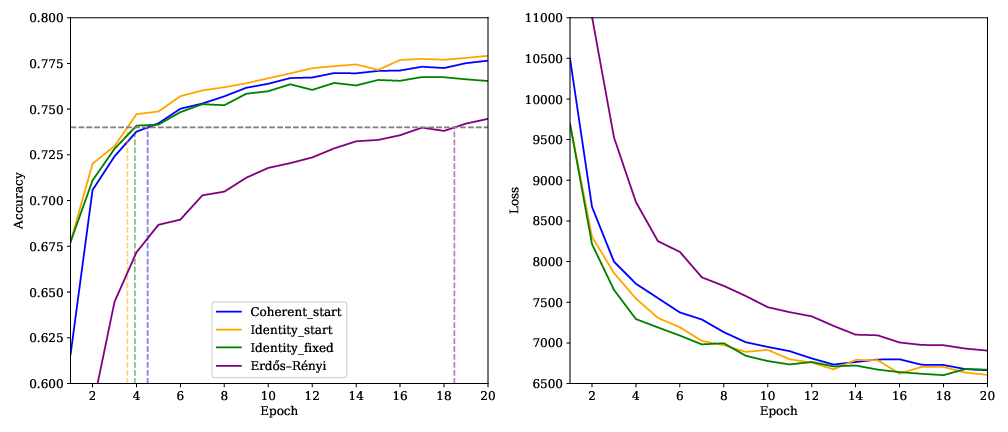 0.800
0.775
0.750
0.725
0.700
0.675
0.650
0.625
0.600
Accuracy
2 4 6 8 10 12 14 16 18 20
Epoch
Coherent_start
Identity_start
Identity_fixed
Erdős–Rényi
11000
10500
10000
9500
9000
8500
8000
7500
7000
6500
Loss
2 4 6 8 10 12 14 16 18 20
Epoch